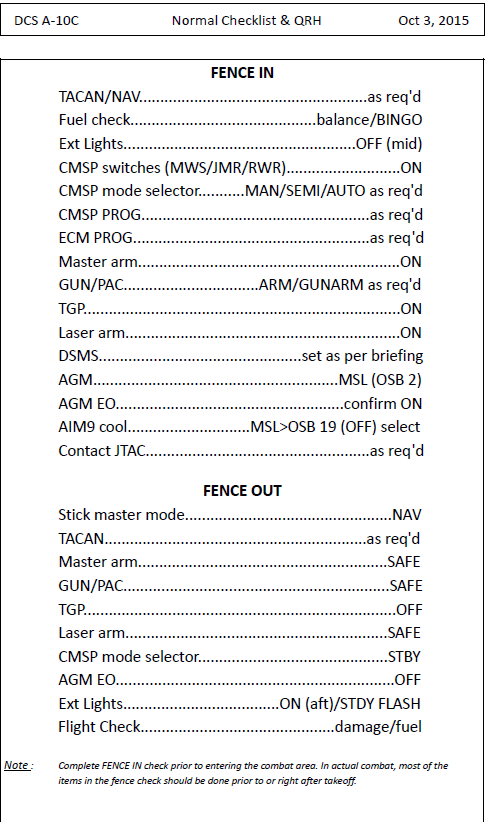 DCS A-10C Normal Checklist & QRH Oct 3, 2015
FENCE IN
TACAN/NAV......................................................as req'd
Fuel check............................................balance/BINGO
Ext Lights.......................................................OFF (mid)
CMSP switches (MWS/JMR/RWR)...........................ON
CMSP mode selector...........MAN/SEMI/AUTO as req'd
CMSP PROG......................................................as req'd
ECM PROG........................................................as req'd
Master arm..............................................................ON
GUN/PAC................................ARM/GUNARM as req'd
TGP...........................................................................ON
Laser arm.................................................................ON
DSMS................................................set as per briefing
AGM..........................................................MSL (OSB 2)
AGM EO......................................................confirm ON
AIM9 cool.............................MSL>OSB 19 (OFF) select
Contact JTAC.....................................................as req'd
FENCE OUT
Stick master mode.................................................NAV
TACAN..............................................................as req'd
Master arm...........................................................SAFE
GUN/PAC...............................................................SAFE
TGP..........................................................................OFF
Laser arm..............................................................SAFE
CMSP mode selector.............................................STBY
AGM EO..................................................................OFF
Ext Lights.....................................ON (aft)/STDY FLASH
Flight Check..............................................damage/fuel
Note : Complete FENCE IN check prior to entering the combat area. In actual combat, most of the
items in the fence check should be done prior to or right after takeoff.